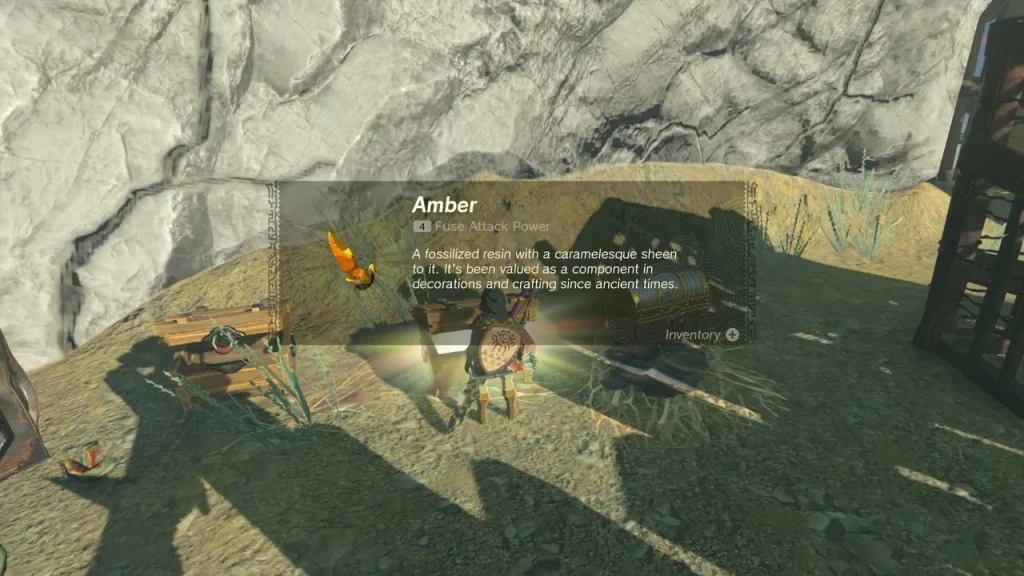 Amber
4 Fuse Attack Power
A fossilized resin with a caramelesque sheen
to it. It's been valued as a component in
decorations and crafting since ancient times.
Inventory